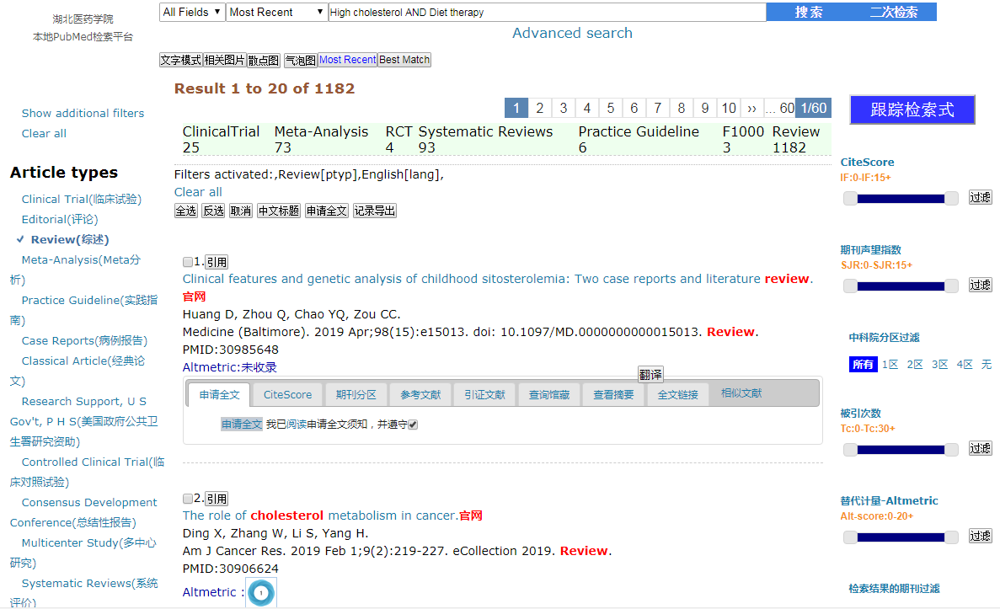 湖北医药学院
本地PubMed检索平台
All Fields Most Recent High cholesterol AND Diet therapy 搜 索 二次检索
Advanced search
文字模式 相关图片 散点图 气泡图 Most Recent Best Match
Show additional filters
Clear all
Article types
Clinical Trial(临床试验)
Editorial(评论)
✔ Review(综述)
Meta-Analysis(Meta分
析)
Practice Guideline(实践指
南)
Case Reports(病例报告)
Classical Article(经典论
文)
Research Support, U S
Gov't, P H S(美国政府公共卫
生署研究资助)
Controlled Clinical Trial(临
床对照试验)
Consensus Development
Conference(总结性报告)
Multicenter Study(多中心
研究)
Systematic Reviews(系统
评价)
Result 1 to 20 of 1182
1 2 3 4 5 6 7 8 9 10 ›› ... 60 1/60
ClinicalTrial Meta-Analysis RCT Systematic Reviews Practice Guideline F1000 Review
25 73 4 93 6 3 1182
Filters activated:,Review[ptyp],English[lang],
Clear all
全选 反选 取消 中文标题 申请全文 记录导出
1. 引用
Clinical features and genetic analysis of childhood sitosterolemia: Two case reports and literature review.
官网
Huang D, Zhou Q, Chao YQ, Zou CC.
Medicine (Baltimore). 2019 Apr;98(15):e15013. doi: 10.1097/MD.0000000000015013. Review.
PMID:30985648
Altmetric:未收录
翻译
申请全文 CiteScore 期刊分区 参考文献 引证文献 查询馆藏 查看摘要 全文链接 相似文献
申请全文 我已阅读申请全文须知，并遵守
2. 引用
The role of cholesterol metabolism in cancer.官网
Ding X, Zhang W, Li S, Yang H.
Am J Cancer Res. 2019 Feb 1;9(2):219-227. eCollection 2019. Review.
PMID:30906624
Altmetric : 1
跟踪检索式
CiteScore
IF:0-IF:15+
过滤
期刊声望指数
SJR:0-SJR:15+
过滤
中科院分区过滤
所有 1区 2区 3区 4区 无
被引次数
Tc:0-Tc:30+
过滤
替代计量-Altmetric
Alt-score:0-20+
过滤
检索结果的期刊过滤